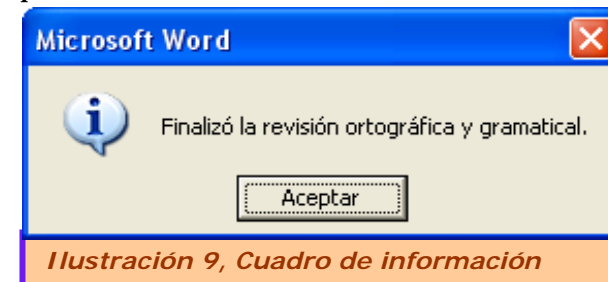 Microsoft Word
Finalizó la revisión ortográfica y gramatical.
Aceptar
Ilustración 9, Cuadro de información